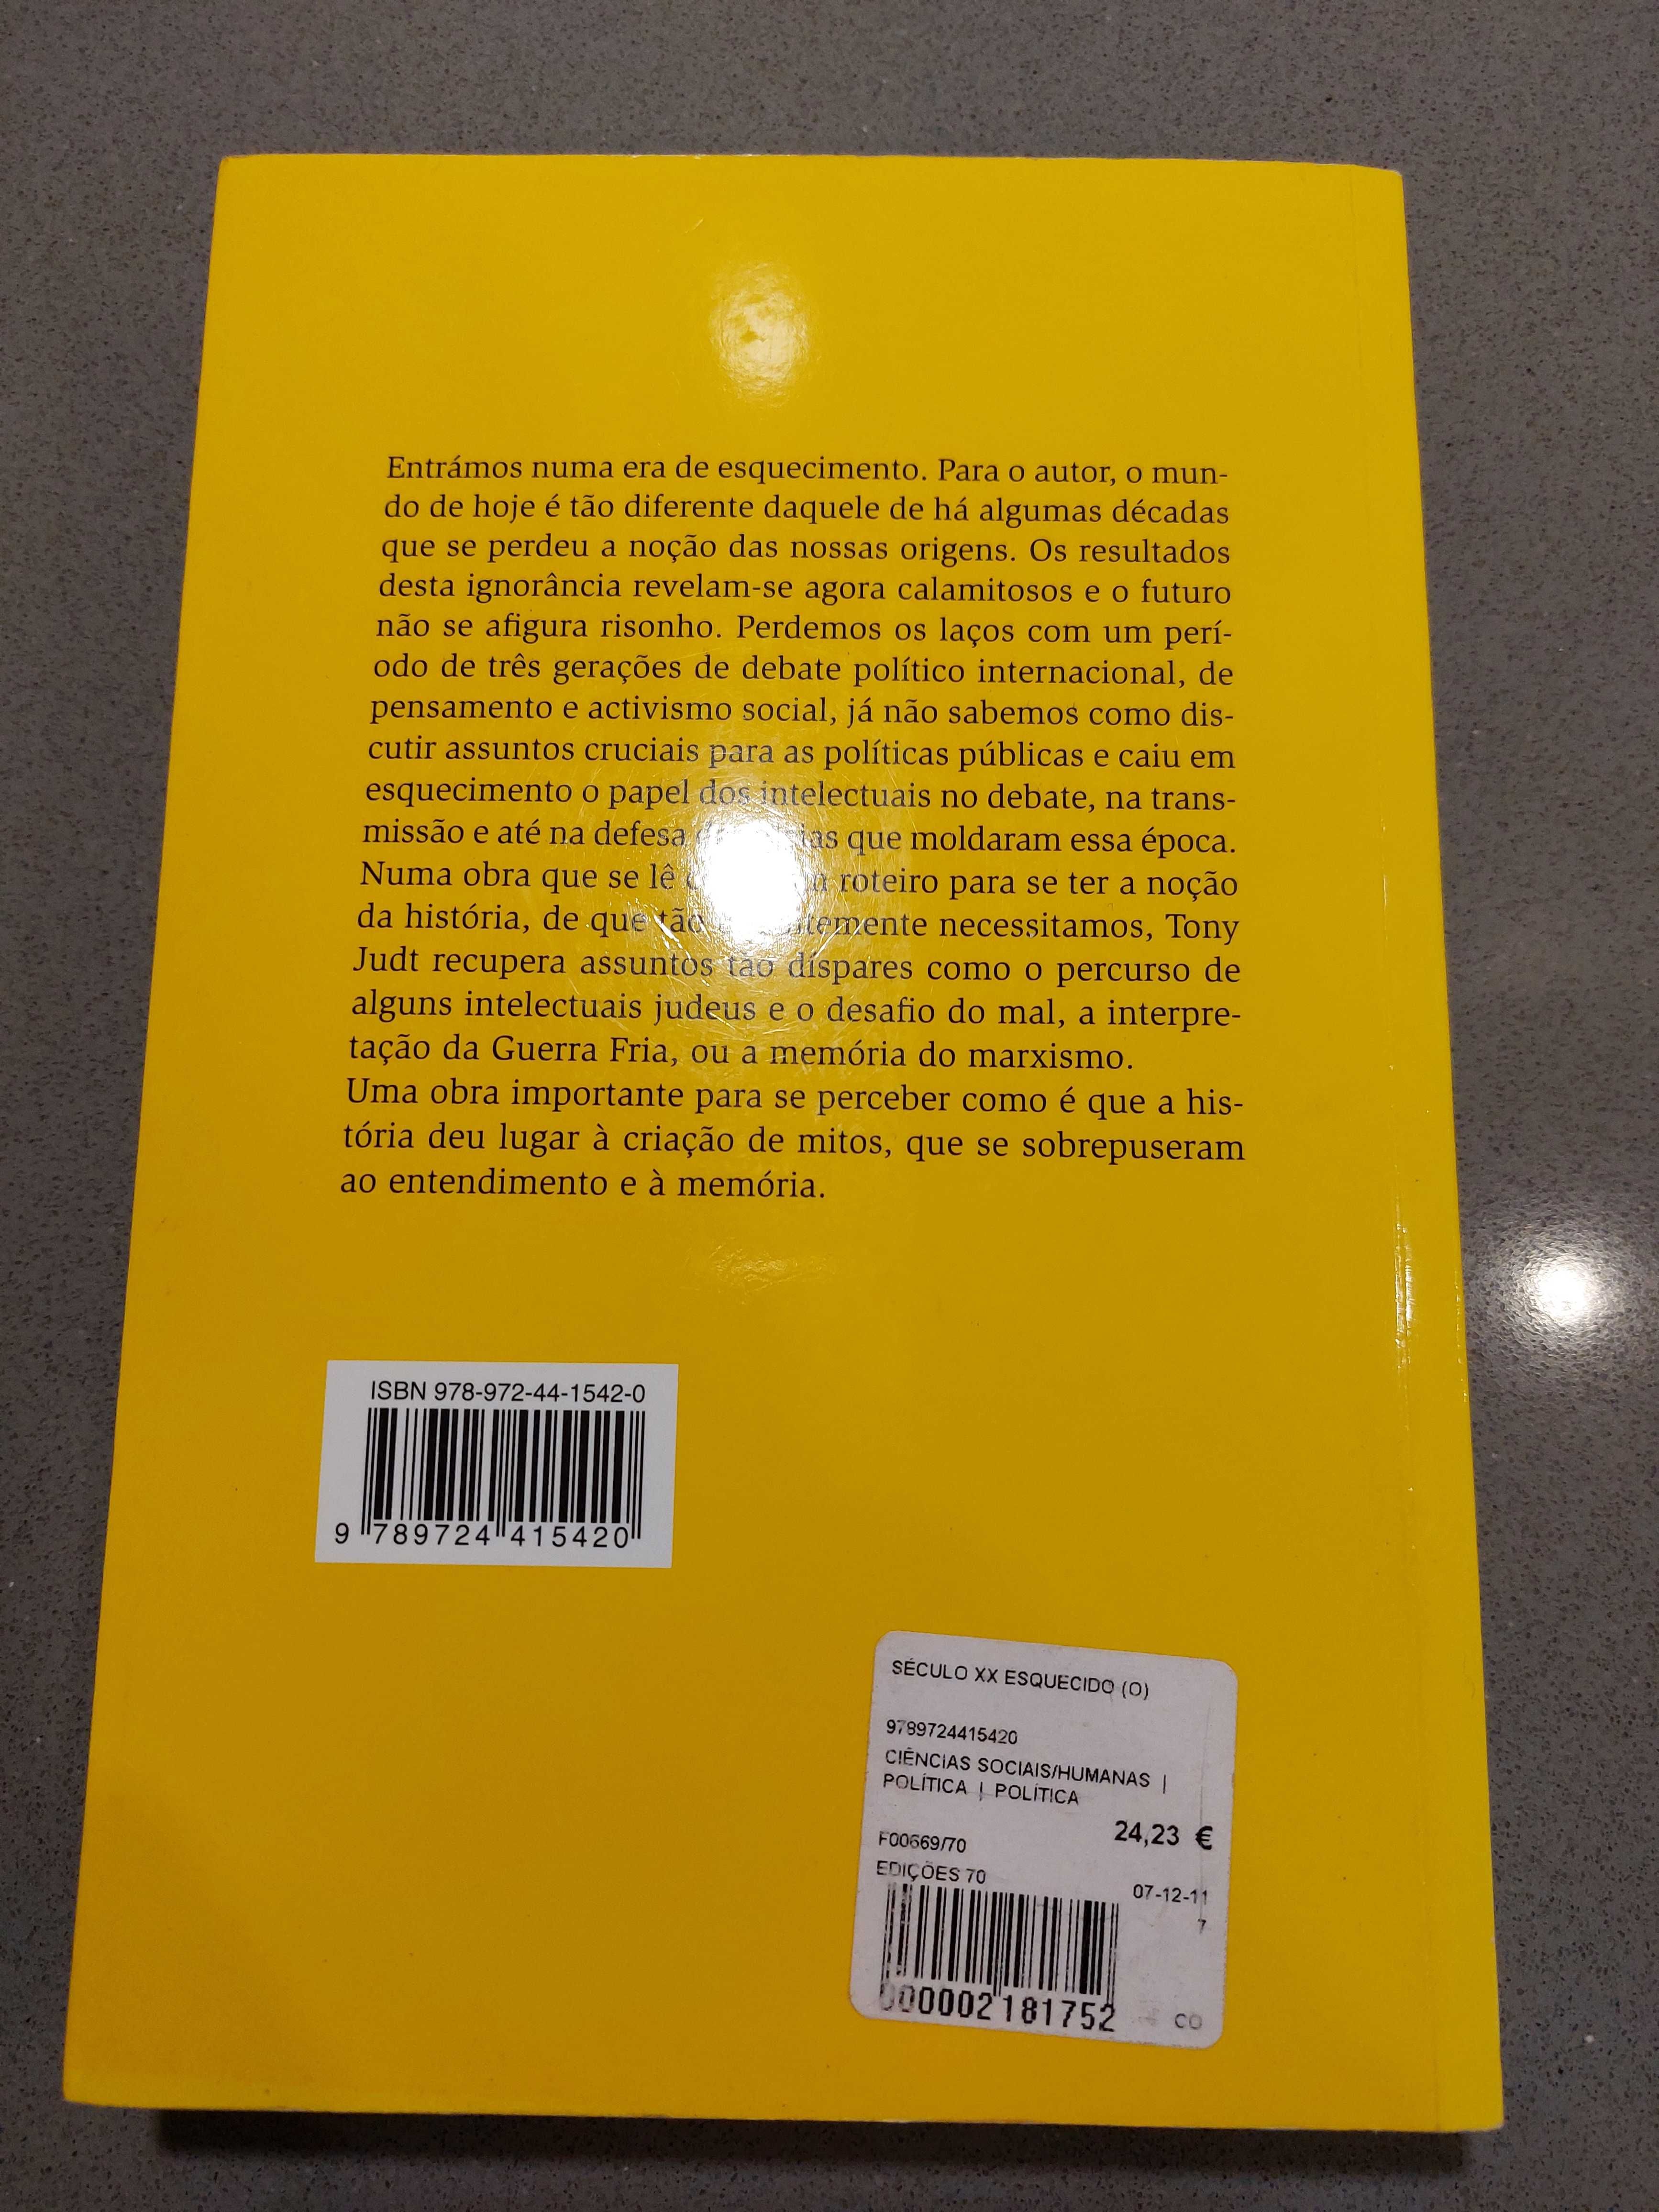 Entrámos numa era de esquecimento. Para o autor, o mun-
do de hoje é tão diferente daquele de há algumas décadas
que se perdeu a noção das nossas origens. Os resultados
desta ignorância revelam-se agora calamitosos e o futuro
não se afigura risonho. Perdemos os laços com um perí-
odo de três gerações de debate político internacional, de
pensamento e activismo social, já não sabemos como dis-
cutir assuntos cruciais para as políticas públicas e caiu em
esquecimento o papel dos intelectuais no debate, na trans-
missão e até na defesa que moldaram essa época.
Numa obra que se lê roteiro para se ter a noção
da história, de que tão necessitamos, Tony
Judt recupera assuntos tão díspares como o percurso de
alguns intelectuais judeus e o desafio do mal, a interpre-
tação da Guerra Fria, ou a memória do marxismo.
Uma obra importante para se perceber como é que a his-
tória deu lugar à criação de mitos, que se sobrepuseram
ao entendimento e à memória.
ISBN 978-972-44-1542-0
9 789724 415420
SÉCULO XX ESQUECIDO (O)
9789724415420
CIÊNCIAS SOCIAIS/HUMANAS |
POLÍTICA | POLÍTICA
24,23 €
F00669/70
EDIÇÕES 70
07-12-11
7
000002181752
CO